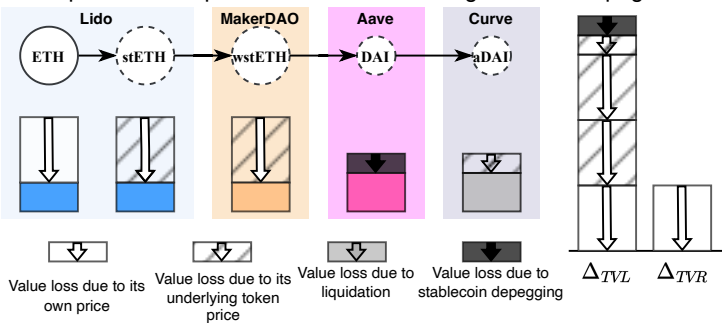 Lido MakerDAO Aave Curve
ETH stETH wstETH DAI aDAI
Δ_TVL Δ_TVR
Value loss due to its
own price
Value loss due to its
underlying token
price
Value loss due to
liquidation
Value loss due to
stablecoin depegging